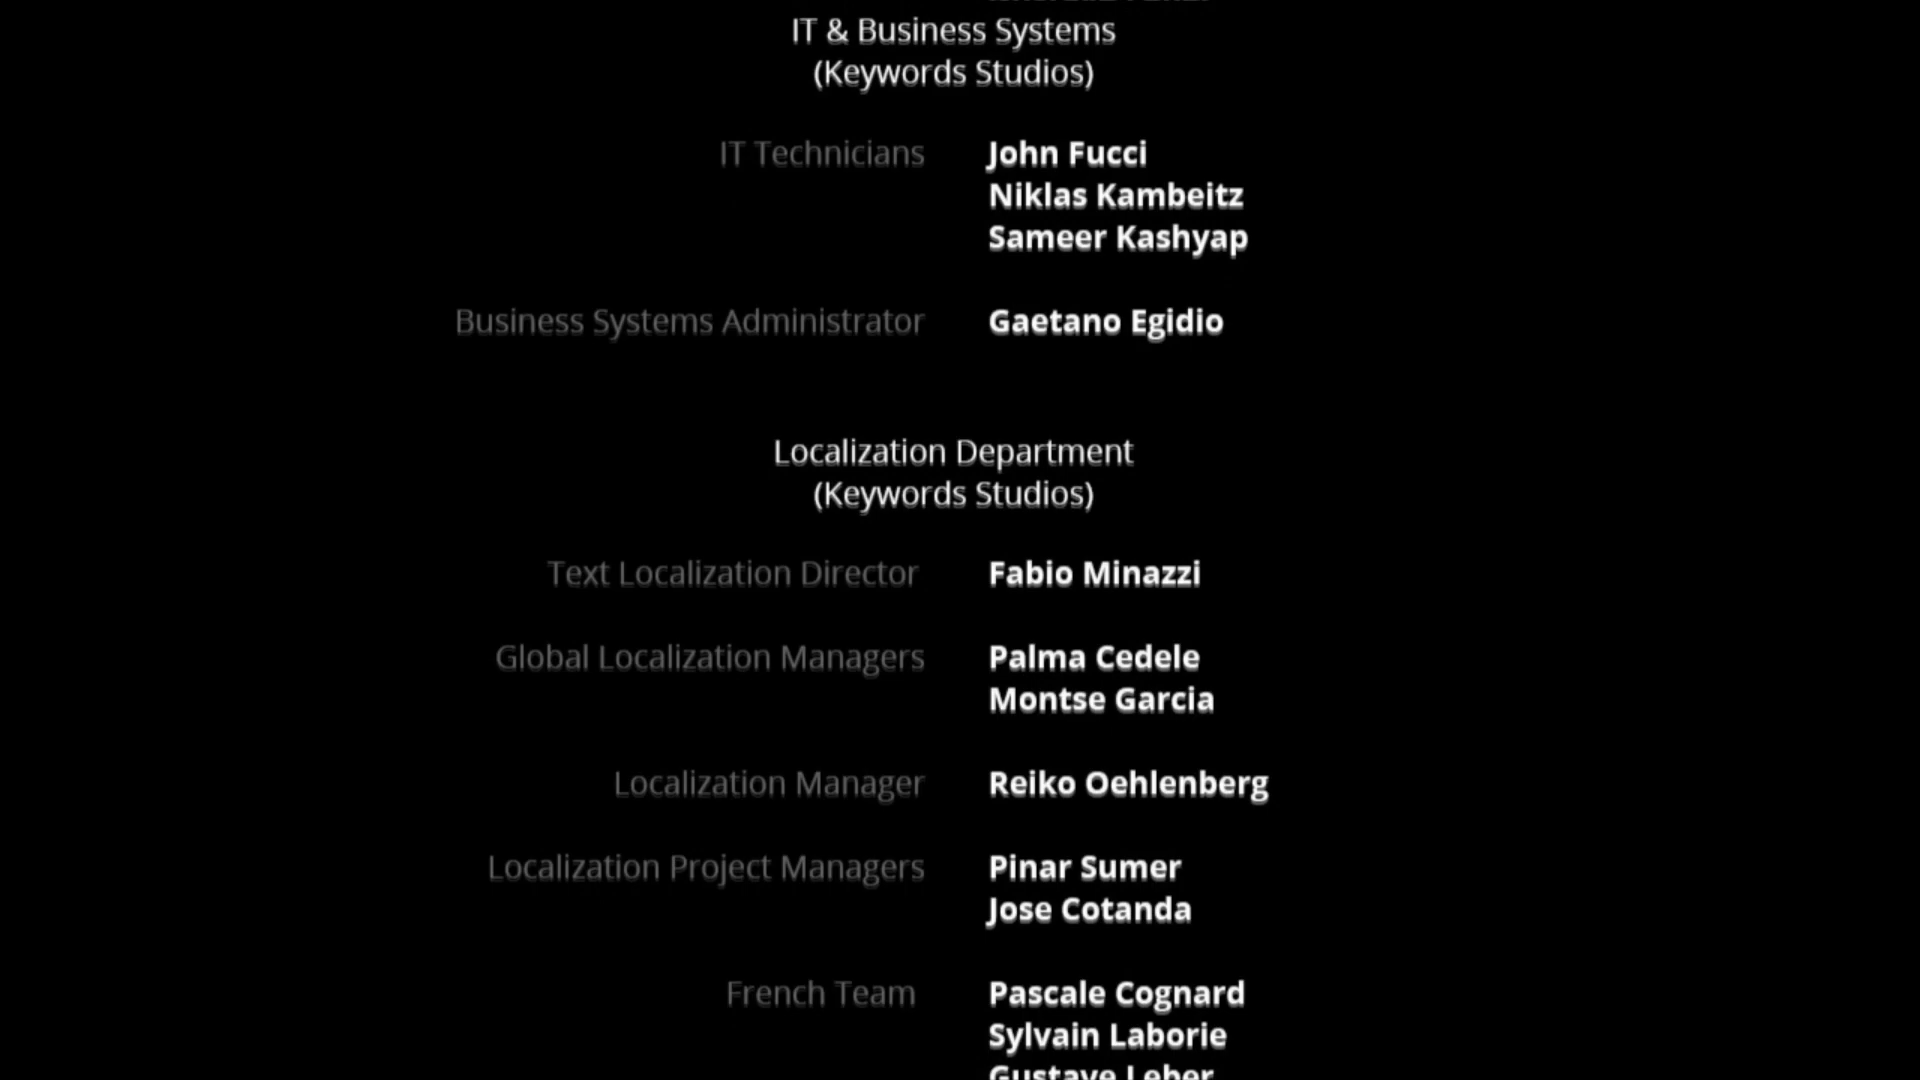 IT & Business Systems
(Keywords Studios)
IT Technicians John Fucci
Niklas Kambeitz
Sameer Kashyap
Business Systems Administrator Gaetano Egidio
Localization Department
(Keywords Studios)
Text Localization Director Fabio Minazzi
Global Localization Managers Palma Cedele
Montse Garcia
Localization Manager Reiko Oehlenberg
Localization Project Managers Pinar Sumer
Jose Cotanda
French Team Pascale Cognard
Sylvain Laborie
Gustave Leber